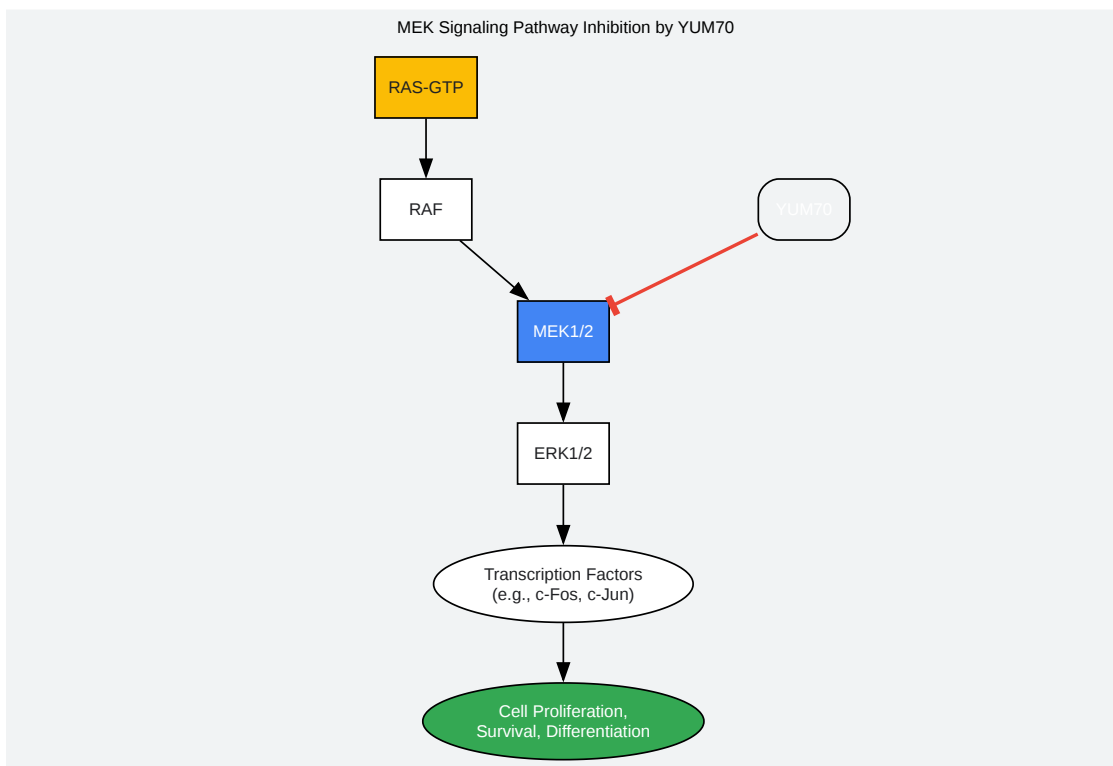 MEK Signaling Pathway Inhibition by YUM70
RAS-GTP
RAF
YUM70
MEK1/2
ERK1/2
Transcription Factors
(e.g., c-Fos, c-Jun)
Cell Proliferation,
Survival, Differentiation